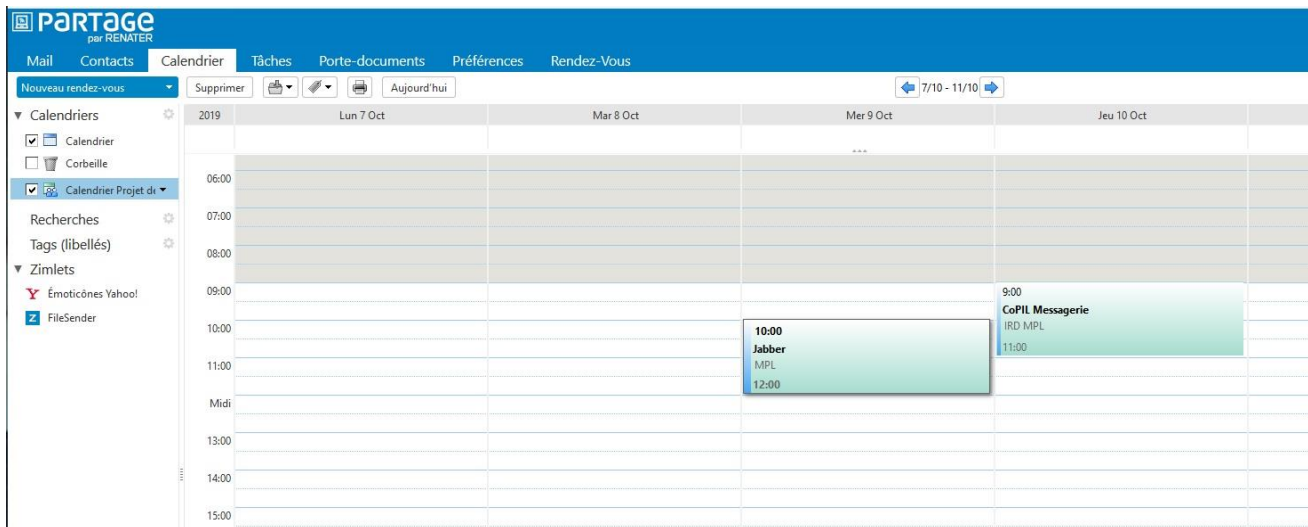 PARTAGE
par RENATER
Mail Contacts Calendrier Tâches Porte-documents Préférences Rendez-Vous
Nouveau rendez-vous Supprimer Aujourd'hui 7/10 - 11/10
Calendriers
Calendrier
Corbeille
Calendrier Projet de
Recherches
Tags (libellés)
Zimlets
Émoticônes Yahoo!
FileSender
2019 Lun 7 Oct Mar 8 Oct Mer 9 Oct Jeu 10 Oct
06:00
07:00
08:00
09:00
10:00
11:00
Midi
13:00
14:00
15:00
10:00
Jabber
MPL
12:00
9:00
CoPIL Messagerie
IRD MPL
11:00